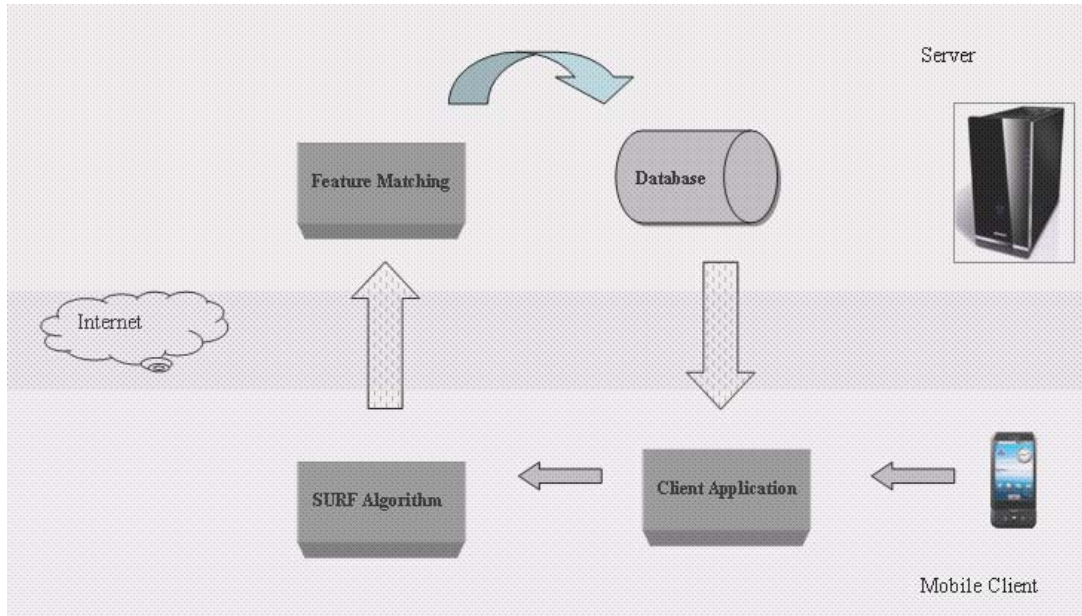 Server
Feature Matching
Database
Internet
SURF Algorithm
Client Application
Mobile Client